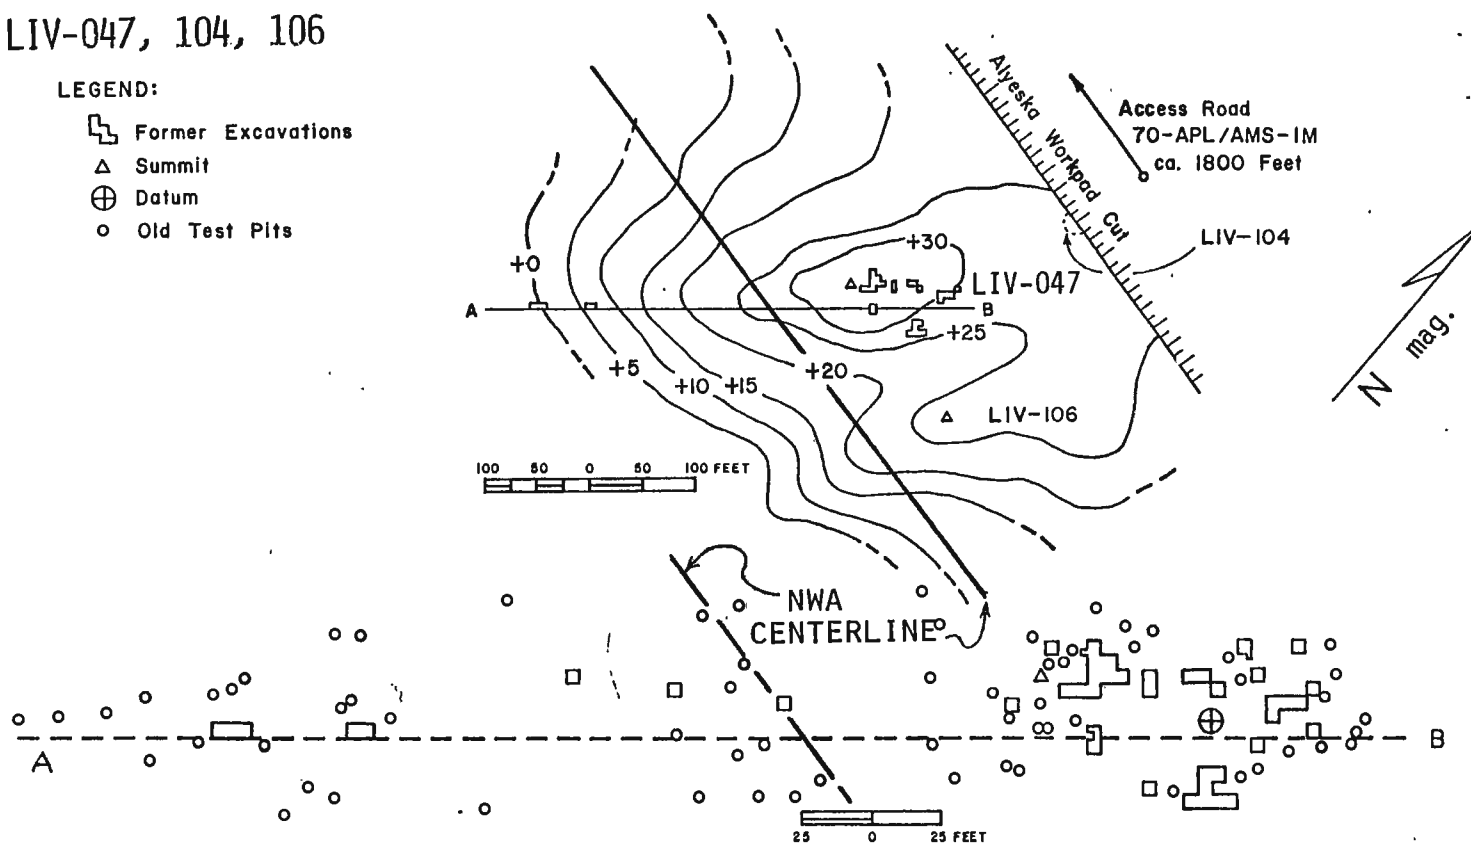 LIV-047, 104, 106
LEGEND:
Former Excavations
Summit
Datum
Old Test Pits
Alyeska Workpad Cut
Access Road
70-APL/AMS-1M
ca. 1800 Feet
LIV-104
+30
+0
LIV-047
A
B
+25
N mag.
+5
+10
+15
+20
LIV-106
100 50 0 50 100 FEET
NWA
CENTERLINE
A
B
25 0 25 FEET